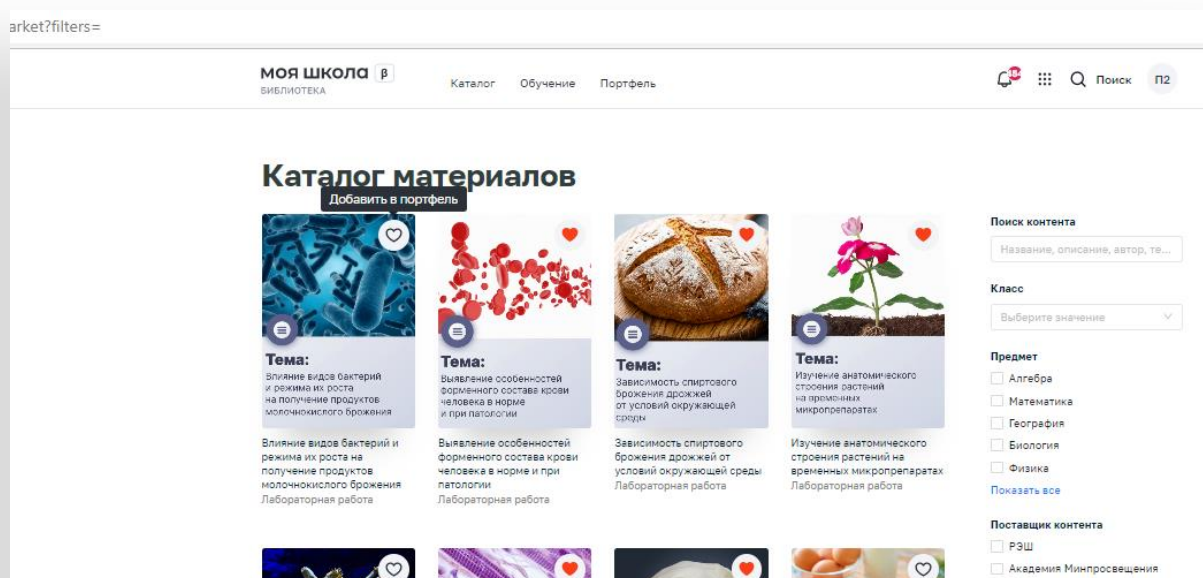 arket?filters=
МОЯ ШКОЛА β
БИБЛИОТЕКА
Каталог Обучение Портфель
Поиск П2
Каталог материалов
Добавить в портфель
Тема:
Влияние видов бактерий
и режима их роста
на получение продуктов
молочнокислого брожения
Влияние видов бактерий и
режима их роста на
получение продуктов
молочнокислого брожения
Лабораторная работа
Тема:
Выявление особенностей
форменного состава крови
человека в норме
и при патологии
Выявление особенностей
форменного состава крови
человека в норме и при
патологии
Лабораторная работа
Тема:
Зависимость спиртового
брожения дрожжей
от условий окружающей
среды
Зависимость спиртового
брожения дрожжей от
условий окружающей среды
Лабораторная работа
Тема:
Изучение анатомического
строения растений
на временных
микропрепаратах
Изучение анатомического
строения растений на
временных микропрепаратах
Лабораторная работа
Поиск контента
Название, описание, автор, те...
Класс
Выберите значение
Предмет
Алгебра
Математика
География
Биология
Физика
Показать все
Поставщик контента
РЭШ
Академия Минпросвещения